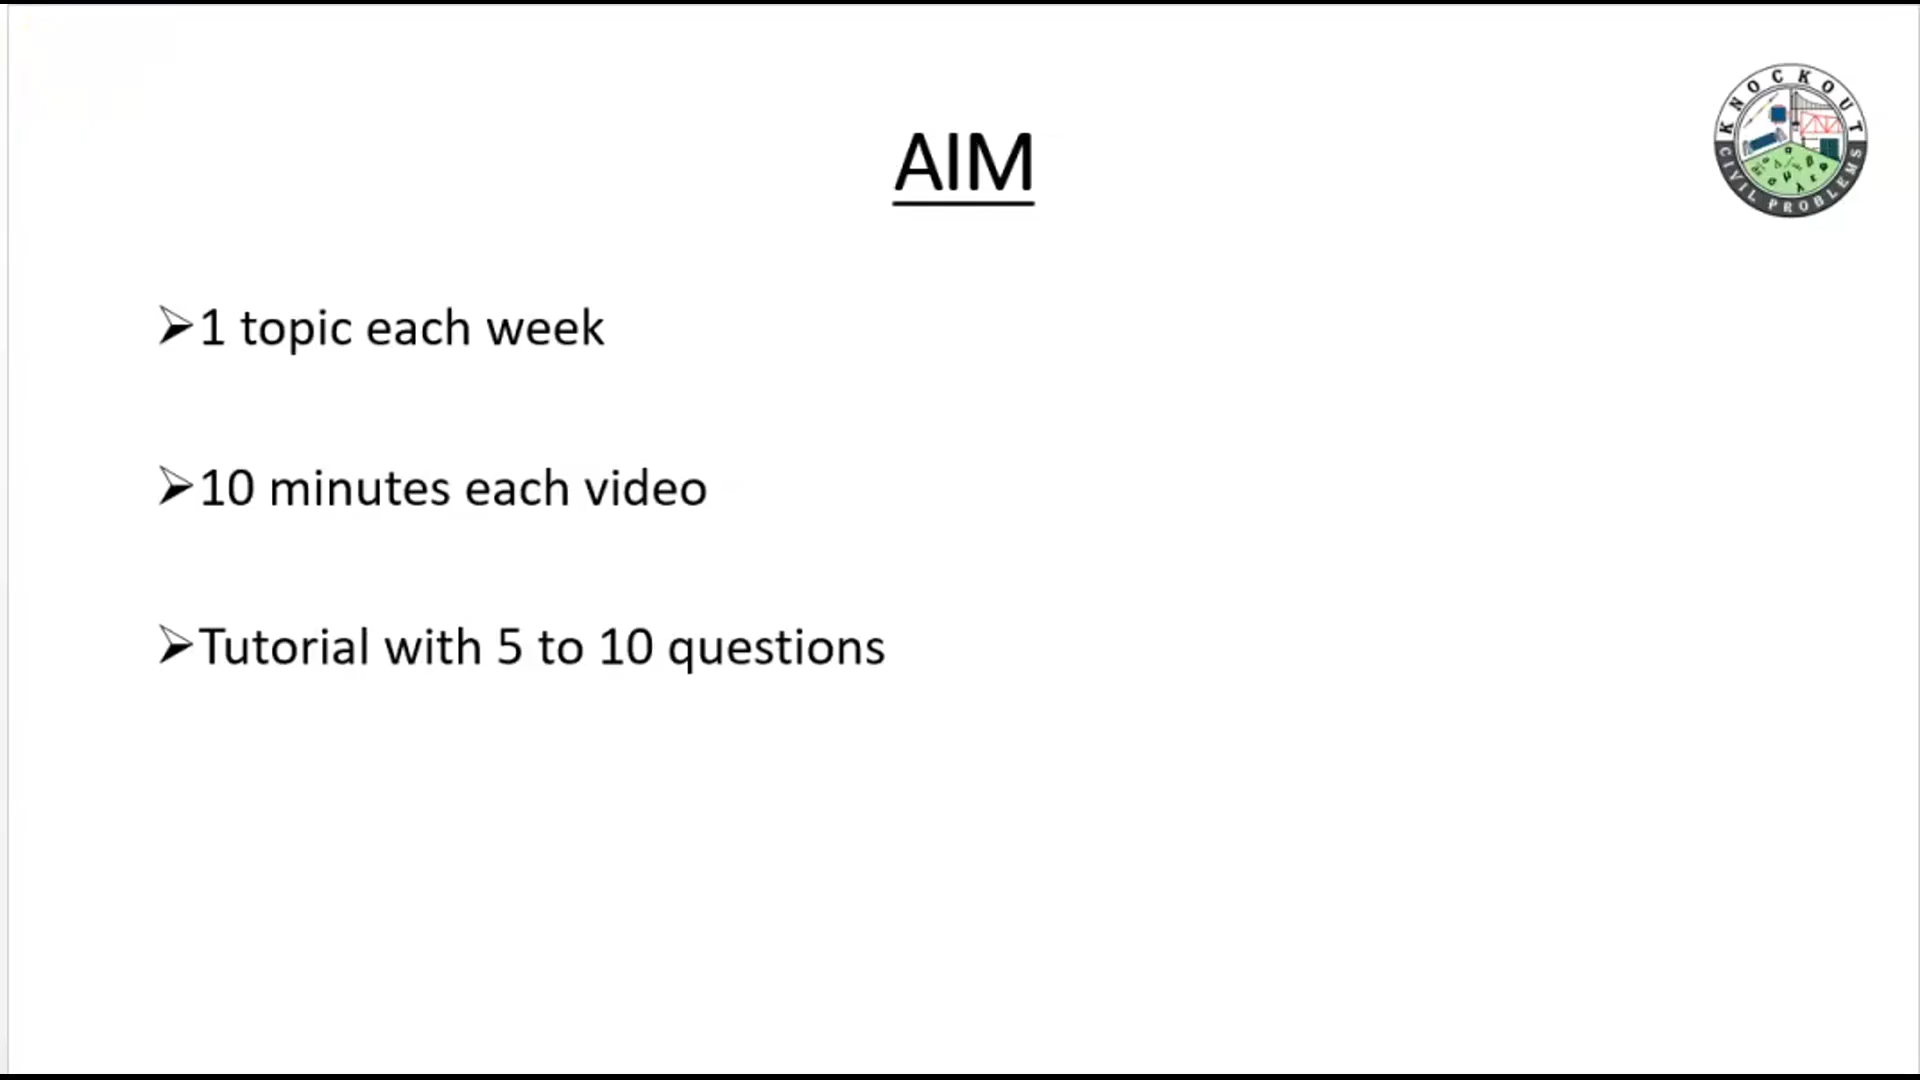 KNOCKOUT
CIVIL PROBLEMS
AIM
1 topic each week
10 minutes each video
Tutorial with 5 to 10 questions